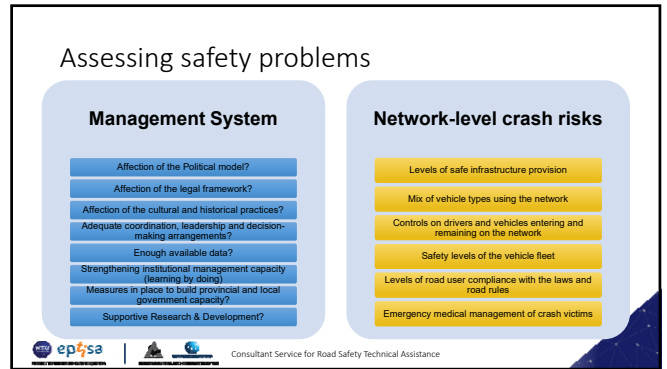 Assessing safety problems
Management System
Affection of the Political model?
Affection of the legal framework?
Affection of the cultural and historical practices?
Adequate coordination, leadership and decision-
making arrangements?
Enough available data?
Strengthening institutional management capacity
(learning by doing)
Measures in place to build provincial and local
government capacity?
Supportive Research & Development?
Network-level crash risks
Levels of safe infrastructure provision
Mix of vehicle types using the network
Controls on drivers and vehicles entering and
remaining on the network
Safety levels of the vehicle fleet
Levels of road user compliance with the laws and
road rules
Emergency medical management of crash victims
eptisa
Consultant Service for Road Safety Technical Assistance